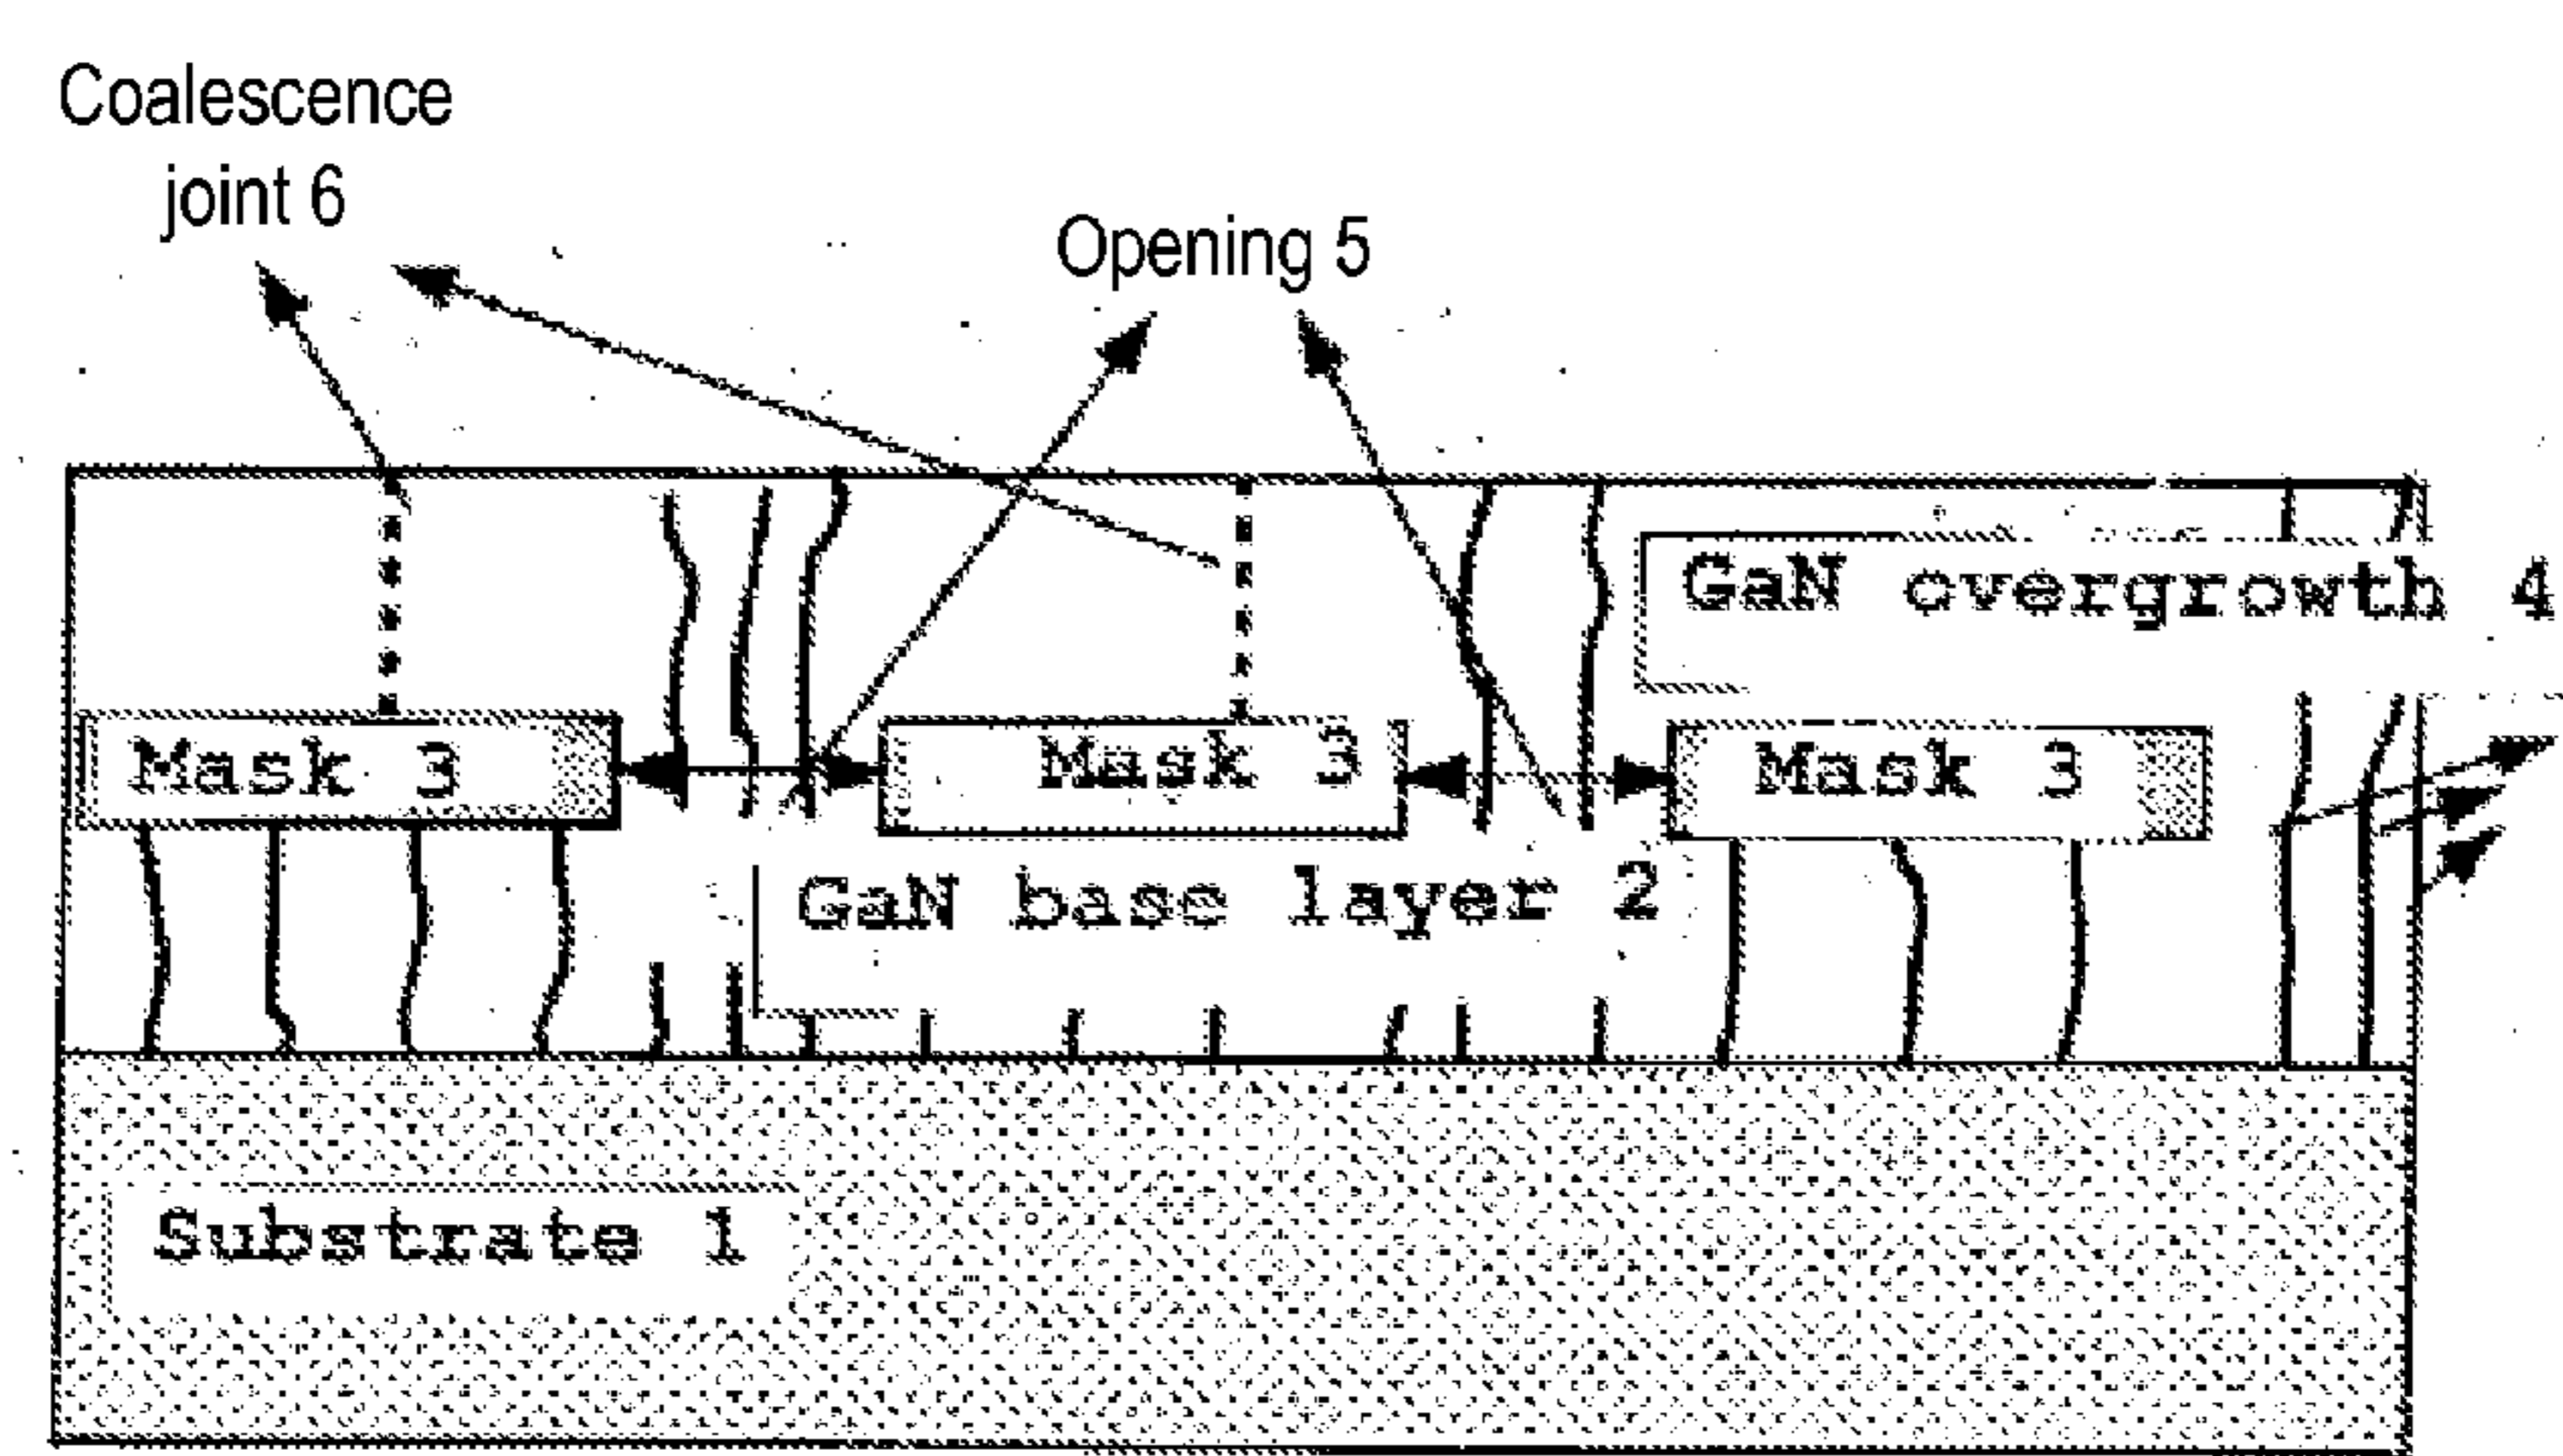 Coalescence
joint 6
Opening 5
GaN overgrowth 4
Mask 3
Mask 3
Mask 3
GaN base layer 2
Substrate 1